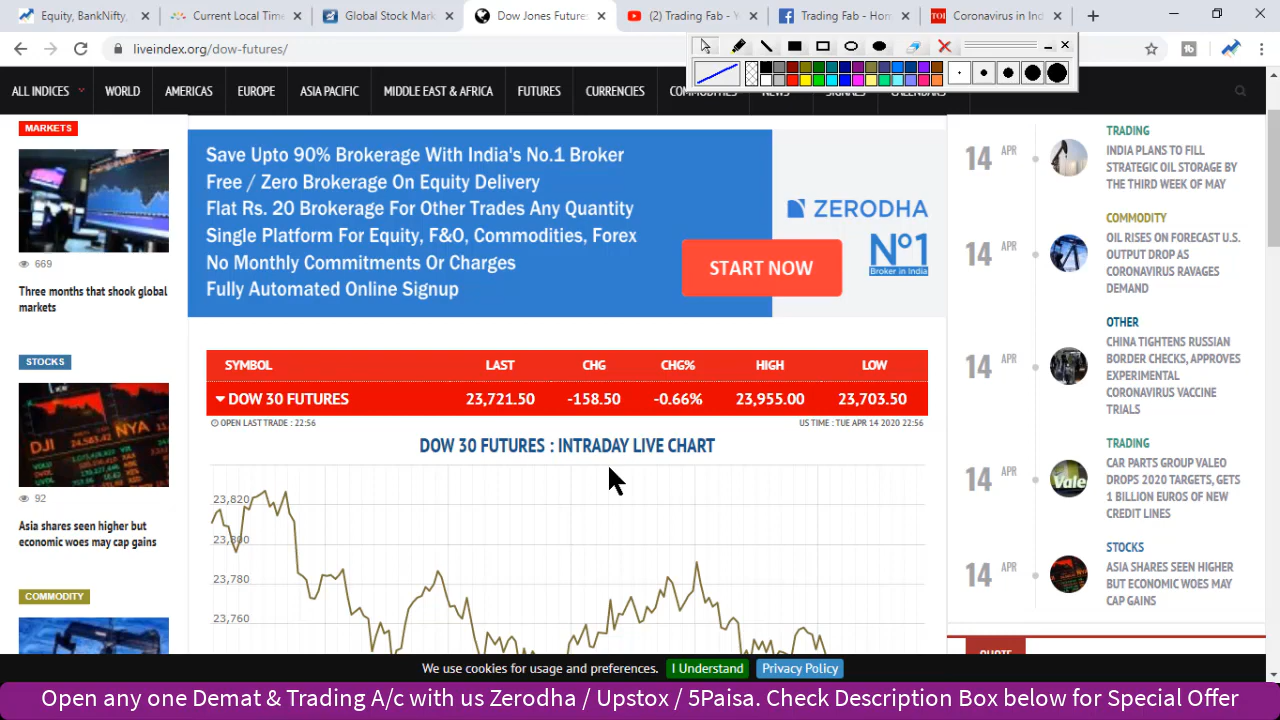 Equity, BankNifty,
Current Local Time
Global Stock Mark
Dow Jones Future
(2) Trading Fab - Y
Trading Fab - Hom
TOI
Coronavirus in Ind
liveindex.org/dow-futures/
ALL INDICES
WORLD
AMERICAS
EUROPE
ASIA PACIFIC
MIDDLE EAST & AFRICA
FUTURES
CURRENCIES
MARKETS
669
Three months that shook global
markets
STOCKS
DJI
NYA
92
Asia shares seen higher but
economic woes may cap gains
COMMODITY
Save Upto 90% Brokerage With India's No.1 Broker
Free / Zero Brokerage On Equity Delivery
Flat Rs. 20 Brokerage For Other Trades Any Quantity
Single Platform For Equity, F&O, Commodities, Forex
No Monthly Commitments Or Charges
Fully Automated Online Signup
START NOW
ZERODHA
Nº1
Broker in India
SYMBOL LAST CHG CHG% HIGH LOW
DOW 30 FUTURES 23,721.50 -158.50 -0.66% 23,955.00 23,703.50
OPEN LAST TRADE : 22:56
US TIME : TUE APR 14 2020 22:56
DOW 30 FUTURES : INTRADAY LIVE CHART
23,820
23,800
23,780
23,760
14 APR
TRADING
INDIA PLANS TO FILL
STRATEGIC OIL STORAGE BY
THE THIRD WEEK OF MAY
14 APR
COMMODITY
OIL RISES ON FORECAST U.S.
OUTPUT DROP AS
CORONAVIRUS RAVAGES
DEMAND
14 APR
OTHER
CHINA TIGHTENS RUSSIAN
BORDER CHECKS, APPROVES
EXPERIMENTAL
CORONAVIRUS VACCINE
TRIALS
14 APR
TRADING
CAR PARTS GROUP VALEO
DROPS 2020 TARGETS, GETS
1 BILLION EUROS OF NEW
CREDIT LINES
14 APR
STOCKS
ASIA SHARES SEEN HIGHER
BUT ECONOMIC WOES MAY
CAP GAINS
We use cookies for usage and preferences. I Understand Privacy Policy
Open any one Demat & Trading A/c with us Zerodha / Upstox / 5Paisa. Check Description Box below for Special Offer